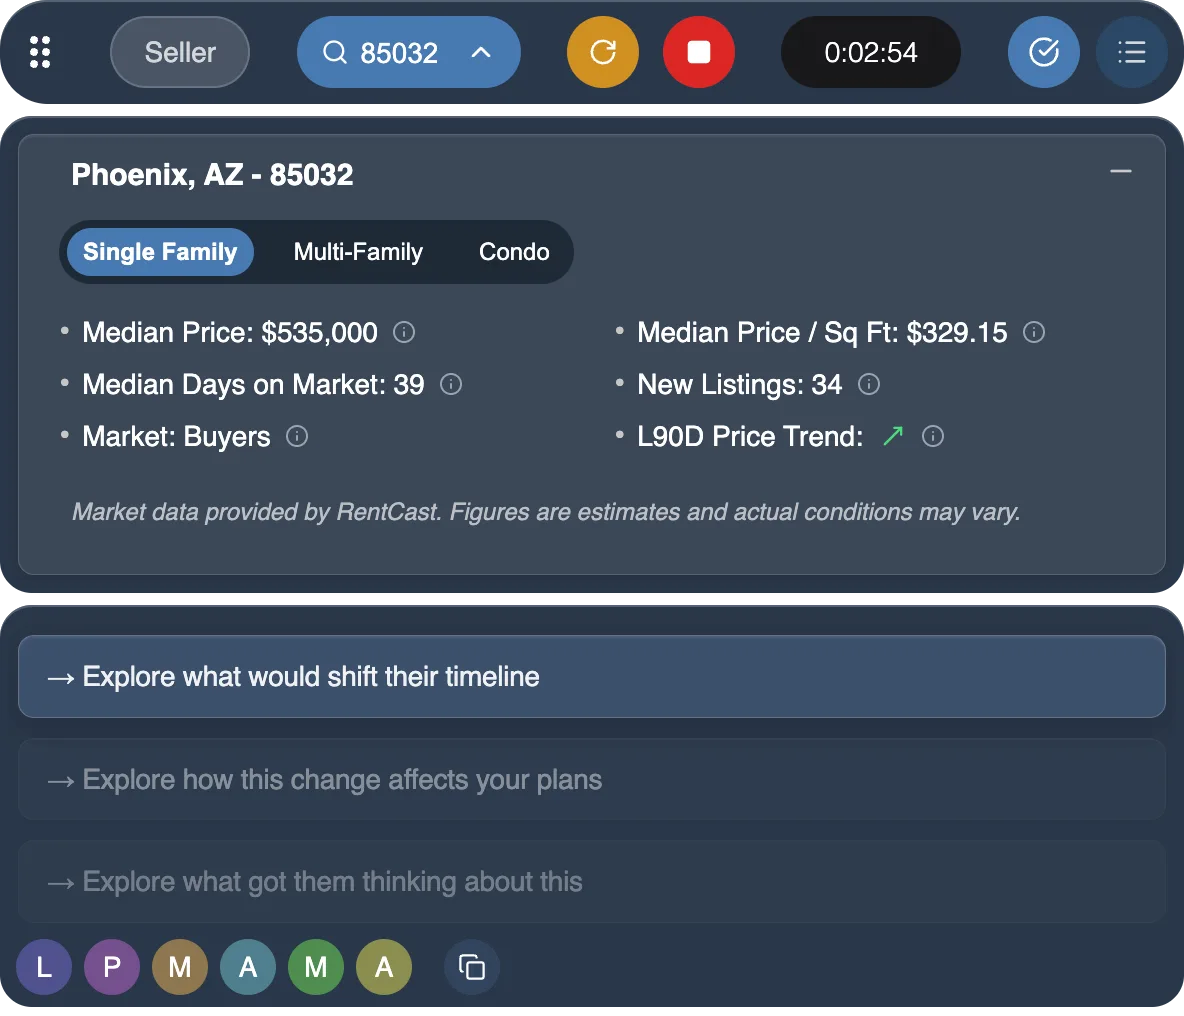 Seller 85032 0:02:54
Phoenix, AZ - 85032
Single Family Multi-Family Condo
• Median Price: $535,000
• Median Price / Sq Ft: $329.15
• Median Days on Market: 39
• New Listings: 34
• Market: Buyers
• L90D Price Trend: ↗
Market data provided by RentCast. Figures are estimates and actual conditions may vary.
→ Explore what would shift their timeline
→ Explore how this change affects your plans
→ Explore what got them thinking about this
L P M A M A